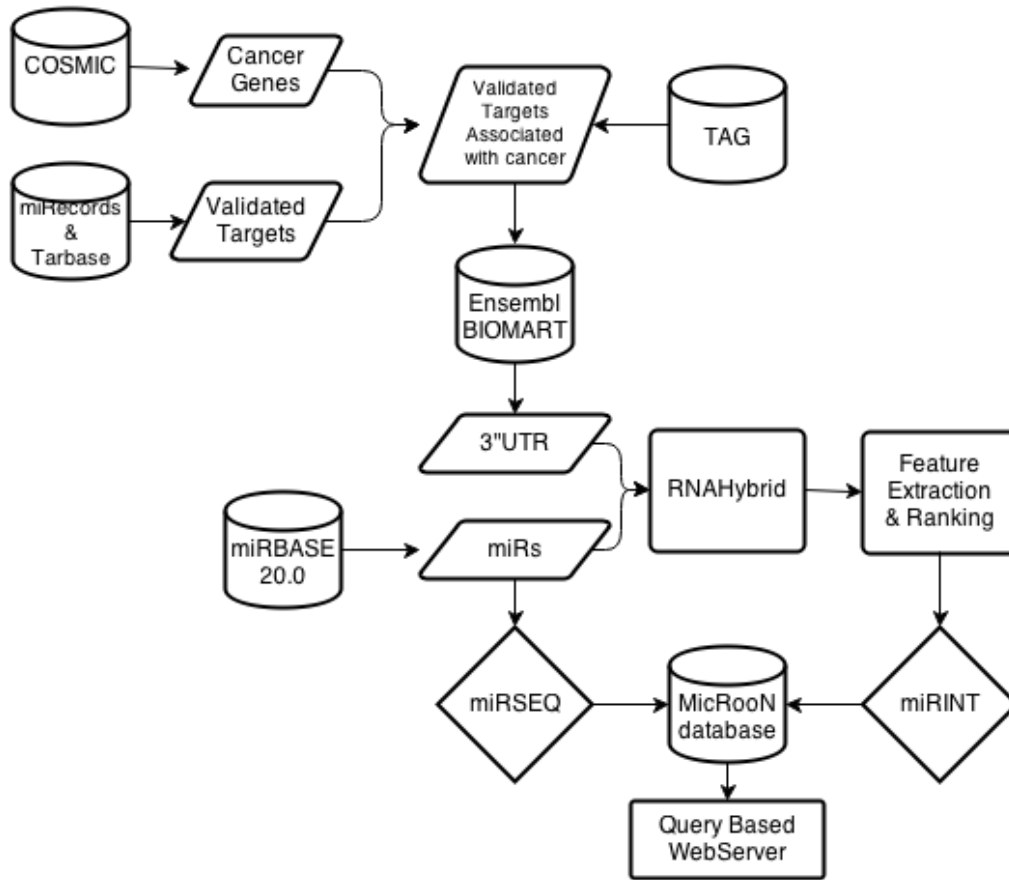 COSMIC
Cancer
Genes
Validated
Targets
Associated
with cancer
TAG
miRecords
&
Tarbase
Validated
Targets
Ensembl
BIOMART
3"UTR
RNAHybrid
Feature
Extraction
& Ranking
miRBASE
20.0
miRs
miRSEQ
MicRooN
database
miRINT
Query Based
WebServer